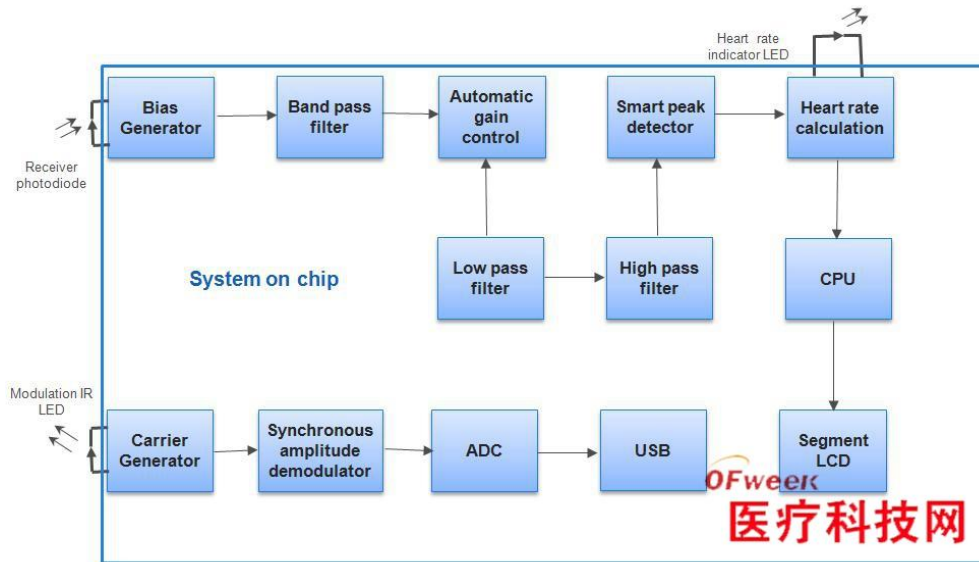 Heart rate
indicator LED
Bias
Generator
Band pass
filter
Automatic
gain
control
Smart peak
detector
Heart rate
calculation
Receiver
photodiode
System on chip
Low pass
filter
High pass
filter
CPU
Modulation IR
LED
Carrier
Generator
Synchronous
amplitude
demodulator
ADC
USB
Segment
LCD
OFweek
医疗科技网